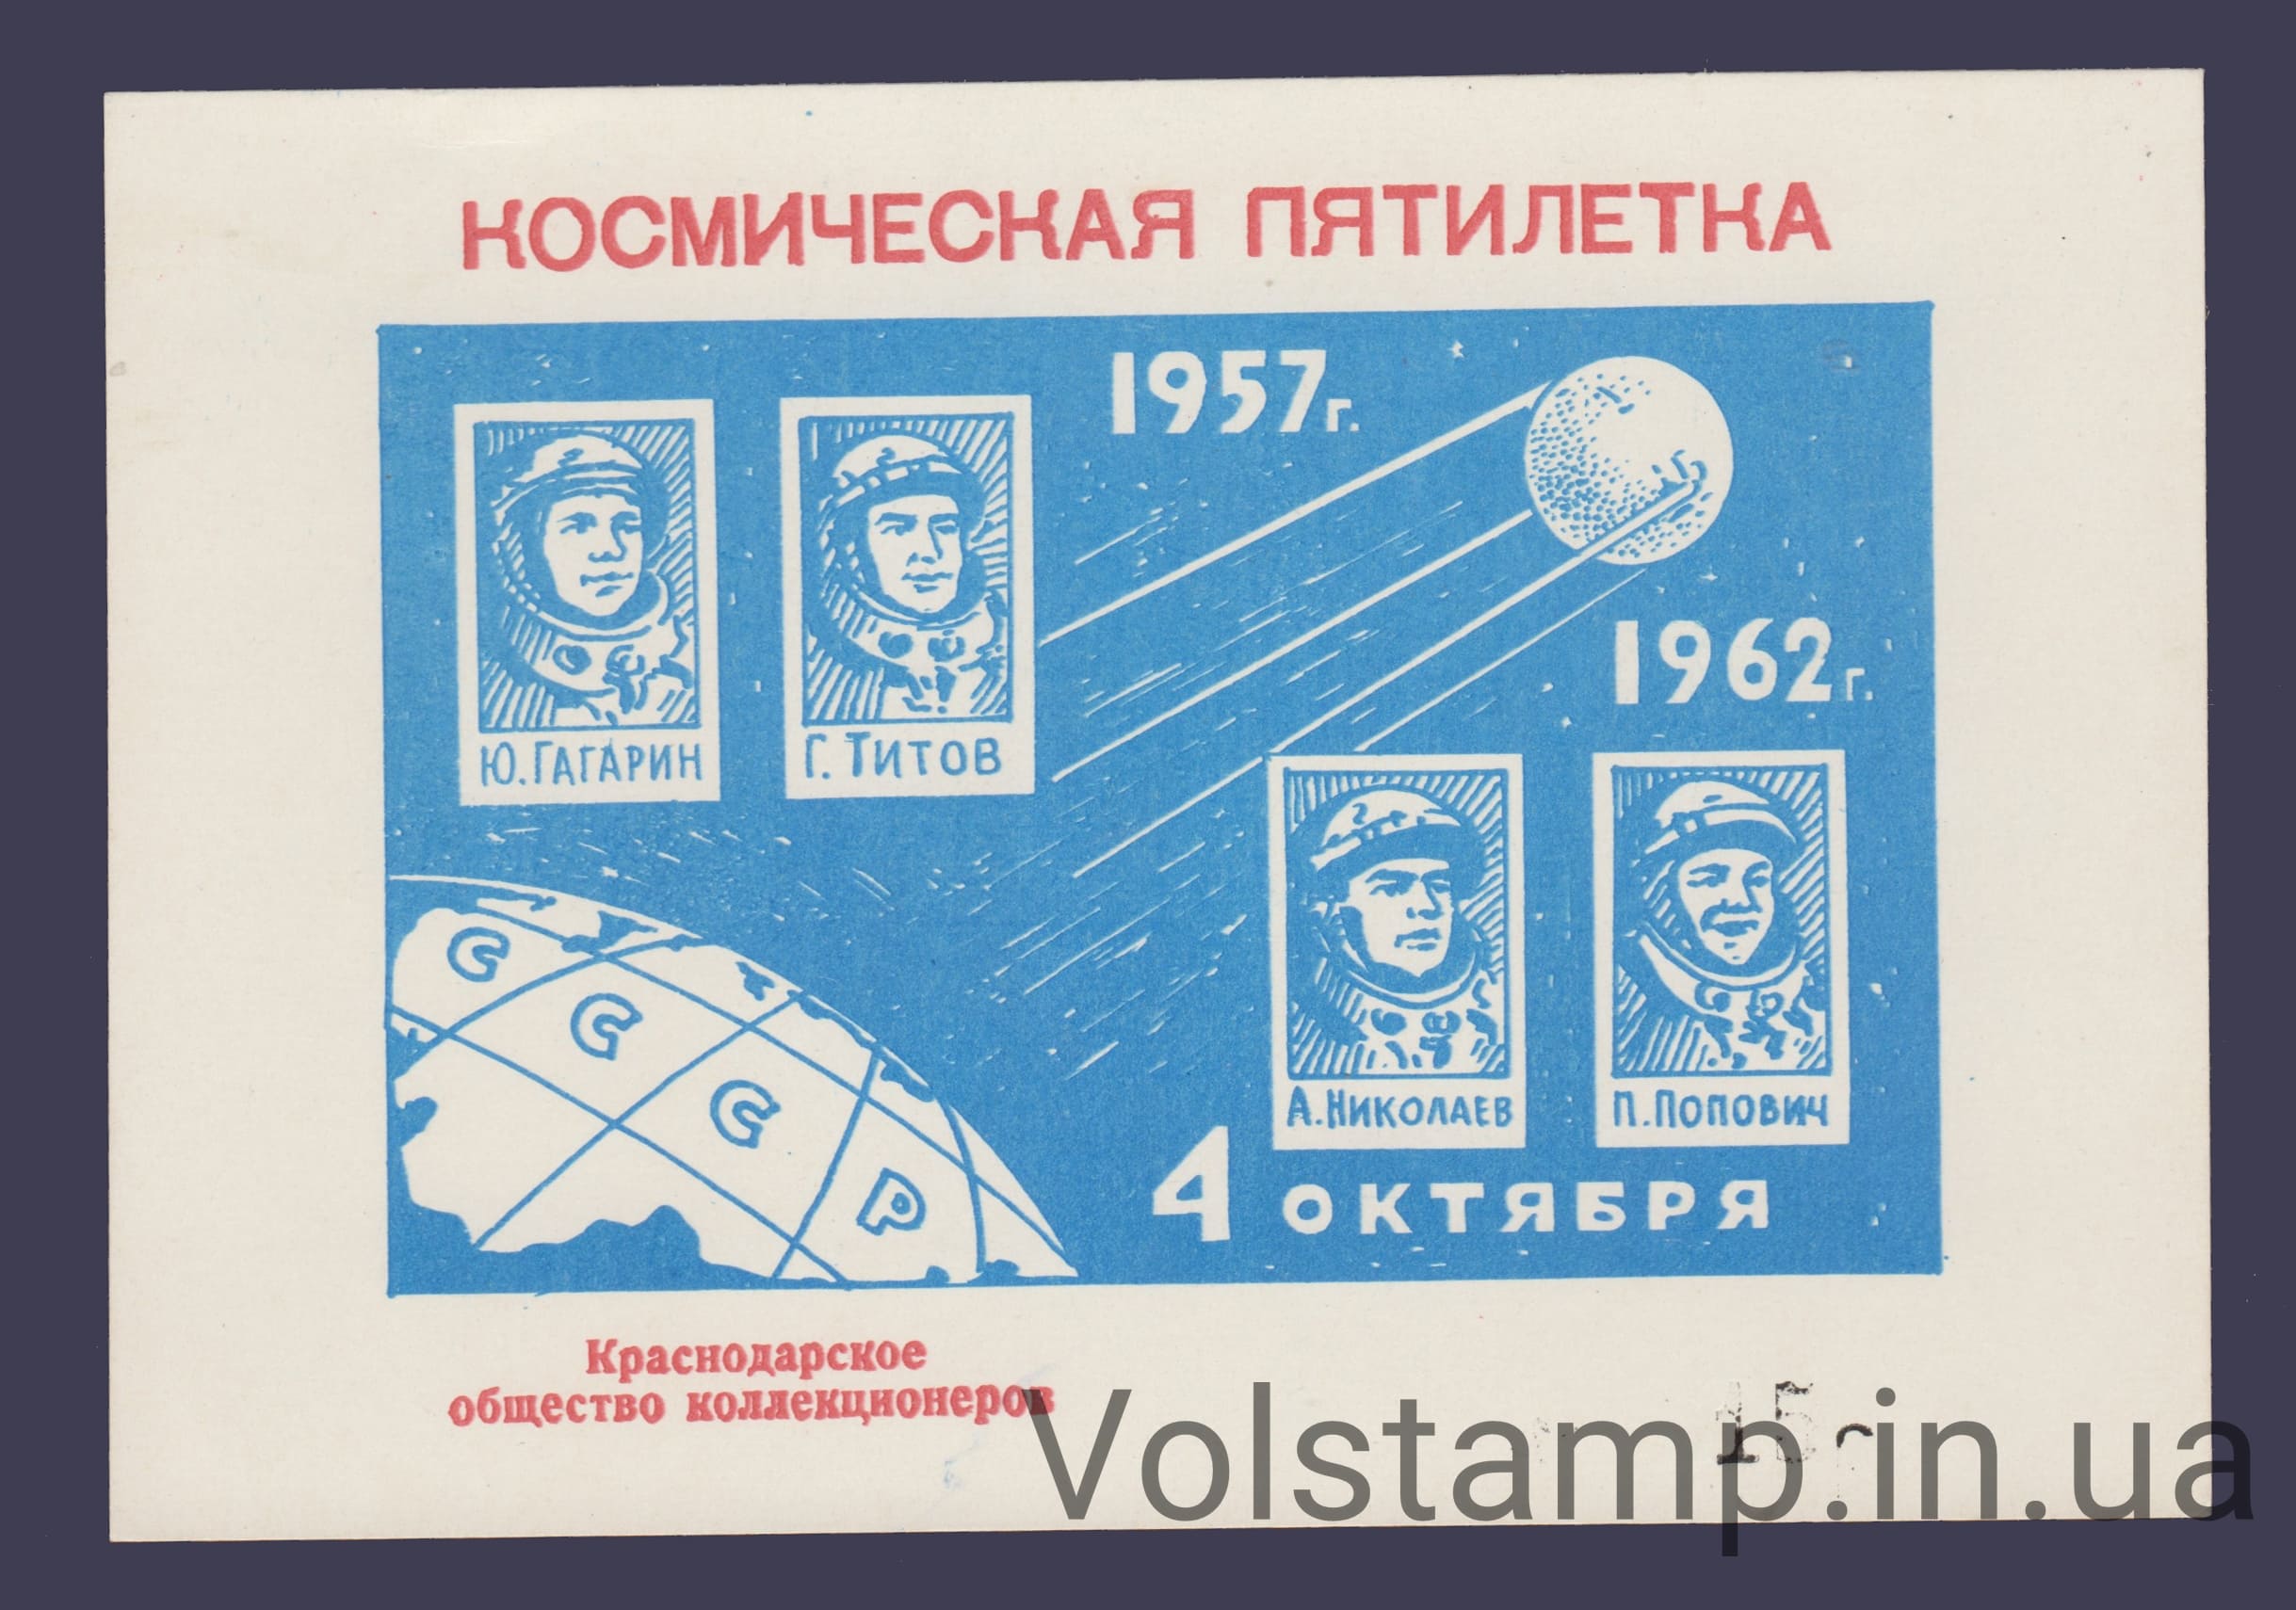 КОСМИЧЕСКАЯ ПЯТИЛЕТКА
1957г.
Ю.ГАГАРИН
Г.ТИТОВ
1962г.
А.НИКОЛАЕВ
П.ПОПОВИЧ
С С С Р
4 ОКТЯБРЯ
Краснодарское
общество коллекционеров
Volstamp.in.ua